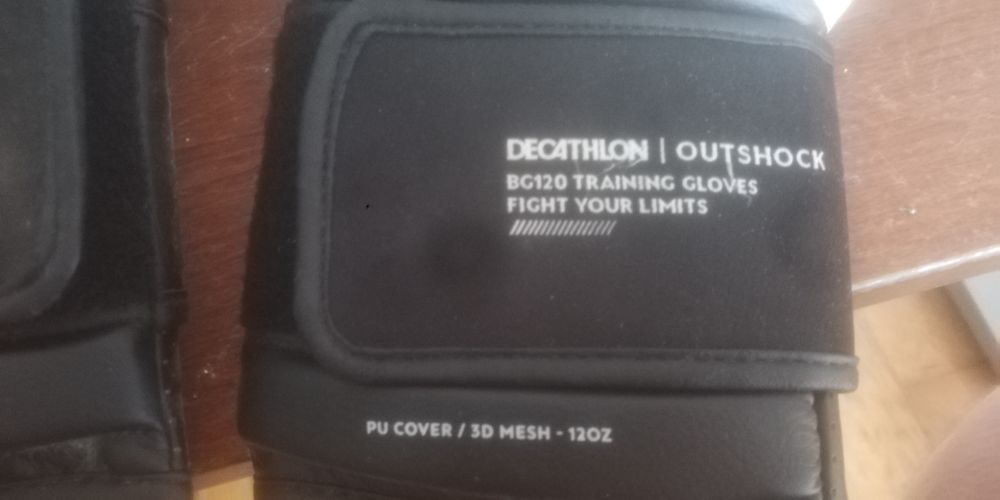 DECATHLON | OUTSHOCK
BG120 TRAINING GLOVES
FIGHT YOUR LIMITS
PU COVER / 3D MESH - 12OZ